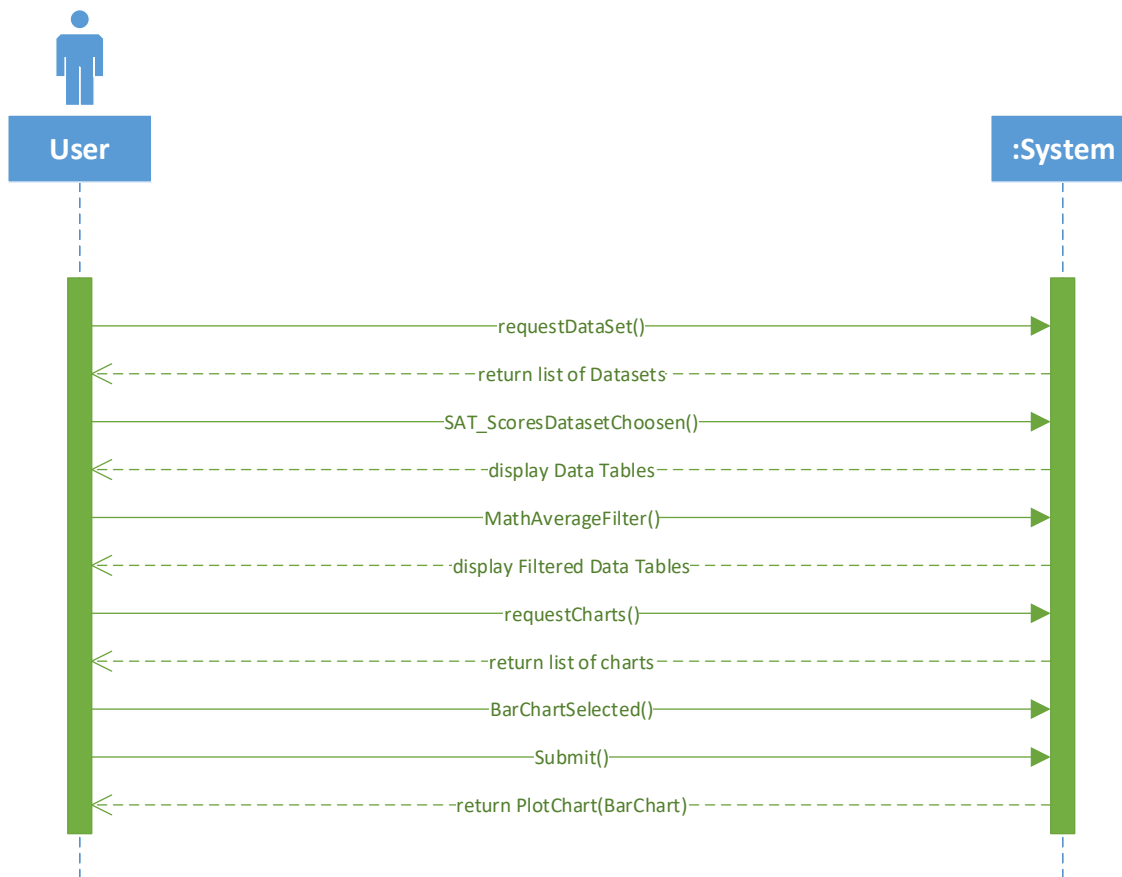 User
:System
requestDataSet()
return list of Datasets
SAT_ScoresDatasetChoosen()
display Data Tables
MathAverageFilter()
display Filtered Data Tables
requestCharts()
return list of charts
BarChartSelected()
Submit()
return PlotChart(BarChart)